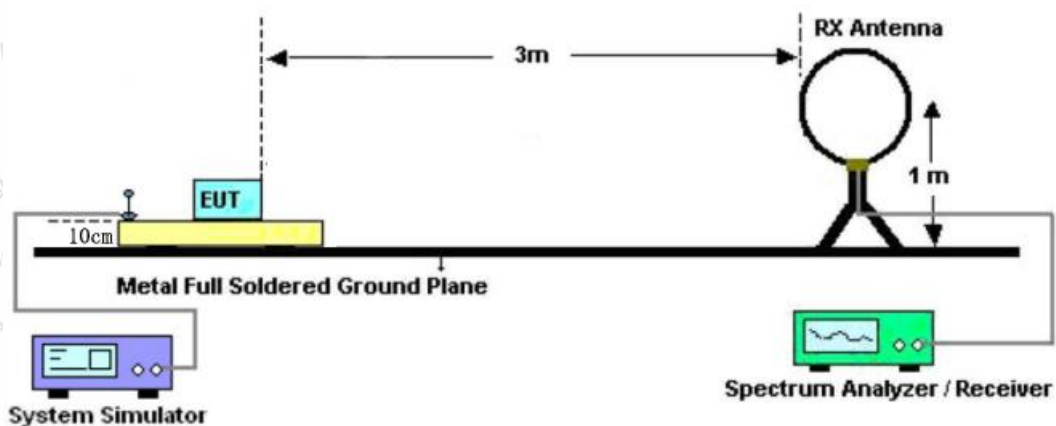 RX Antenna
3m
1 m
EUT
10cm
Metal Full Soldered Ground Plane
System Simulator
Spectrum Analyzer / Receiver